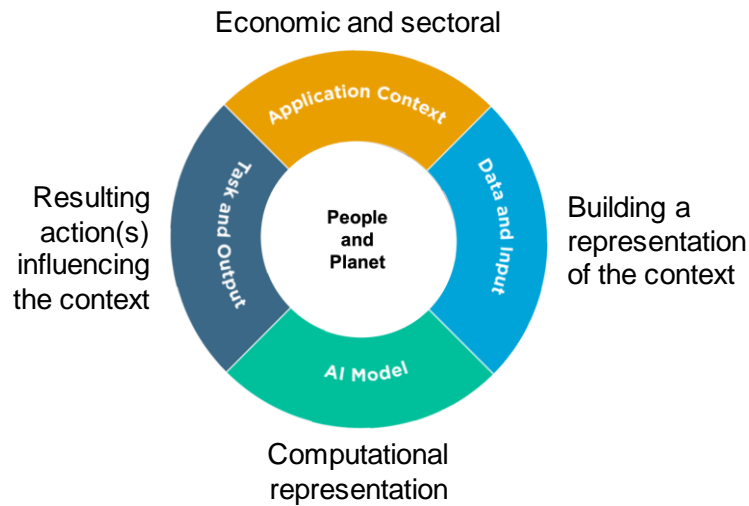 Economic and sectoral
Application Context
Data and Input
Task and Output
People
and
Planet
Resulting
action(s)
influencing
the context
Building a
representation
of the context
AI Model
Computational
representation